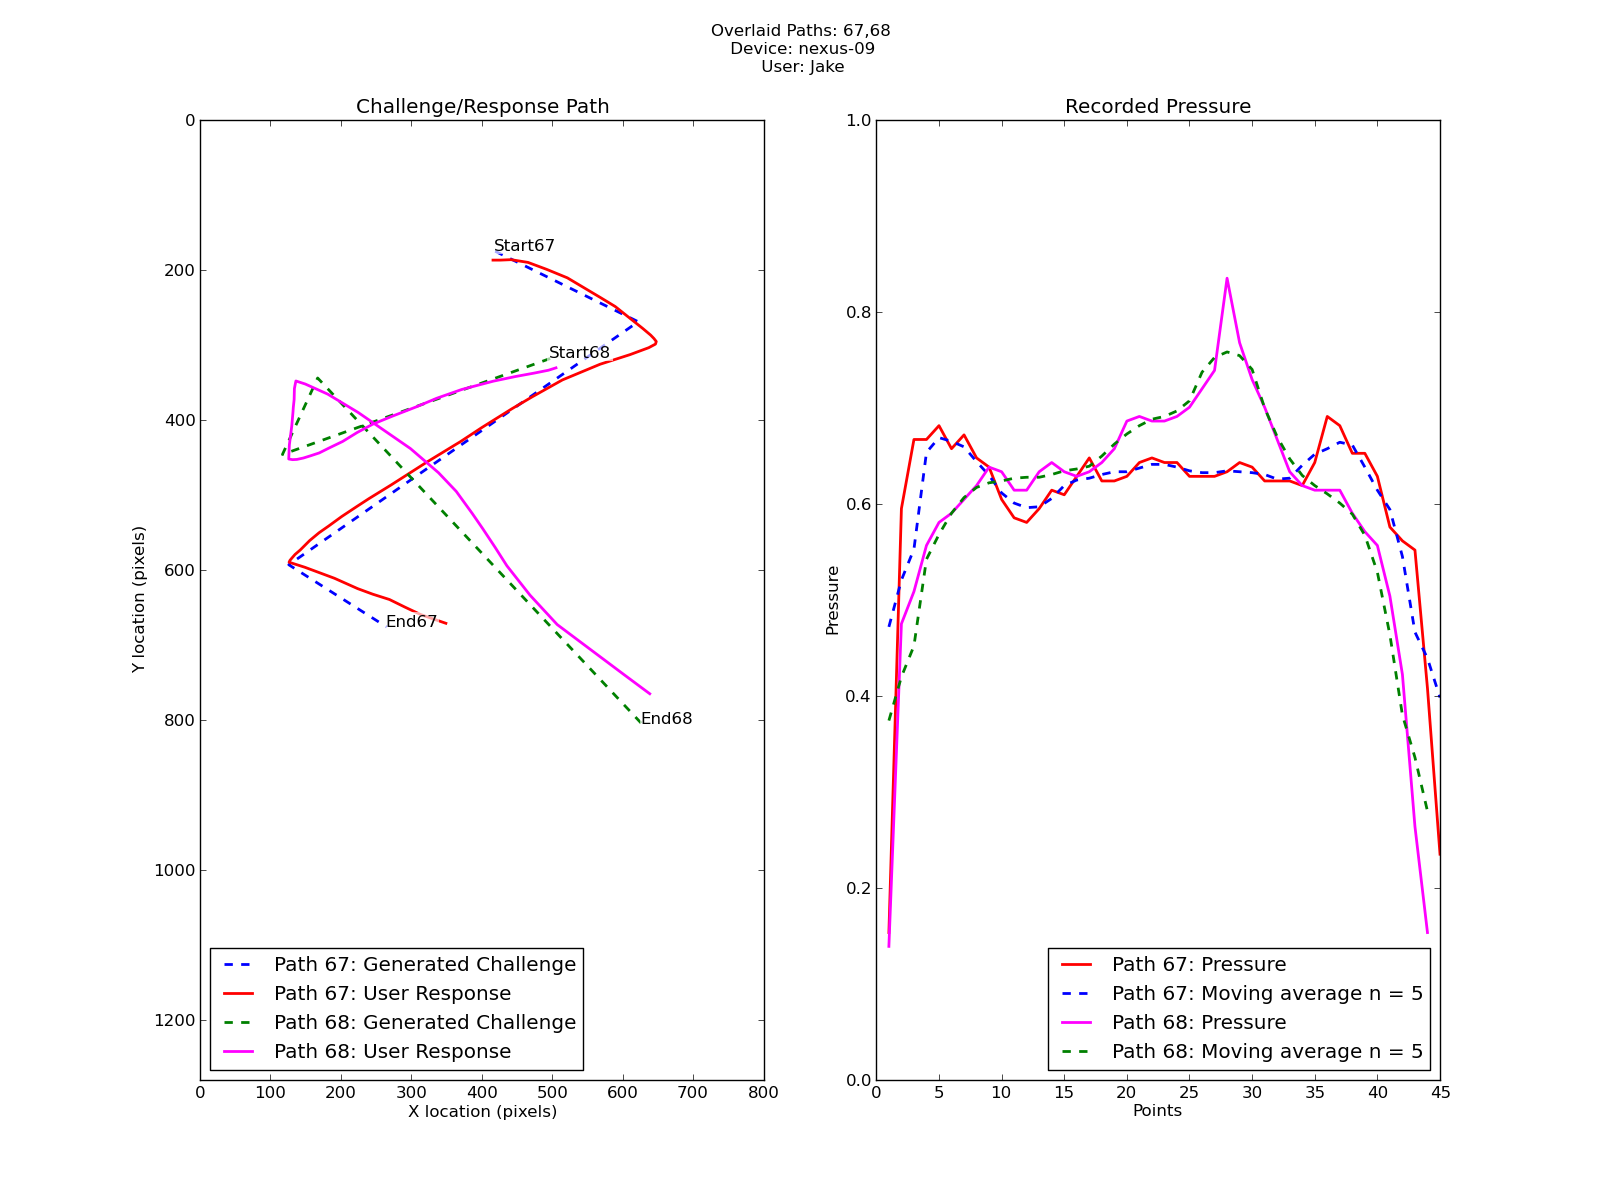 Overlaid Paths: 67,68
Device: nexus-09
User: Jake
Challenge/Response Path
0
200
400
600
800
1000
1200
Y location (pixels)
Start67
Start68
End67
End68
Path 67: Generated Challenge
Path 67: User Response
Path 68: Generated Challenge
Path 68: User Response
0 100 200 300 400 500 600 700 800
X location (pixels)
Recorded Pressure
1.0
0.8
0.6
0.4
0.2
0.0
Pressure
Path 67: Pressure
Path 67: Moving average n = 5
Path 68: Pressure
Path 68: Moving average n = 5
0 5 10 15 20 25 30 35 40 45
Points